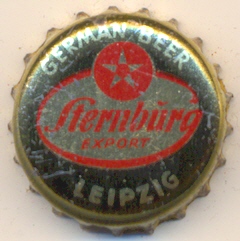 GERMAN BEER
Sternburg
EXPORT
LEIPZIG